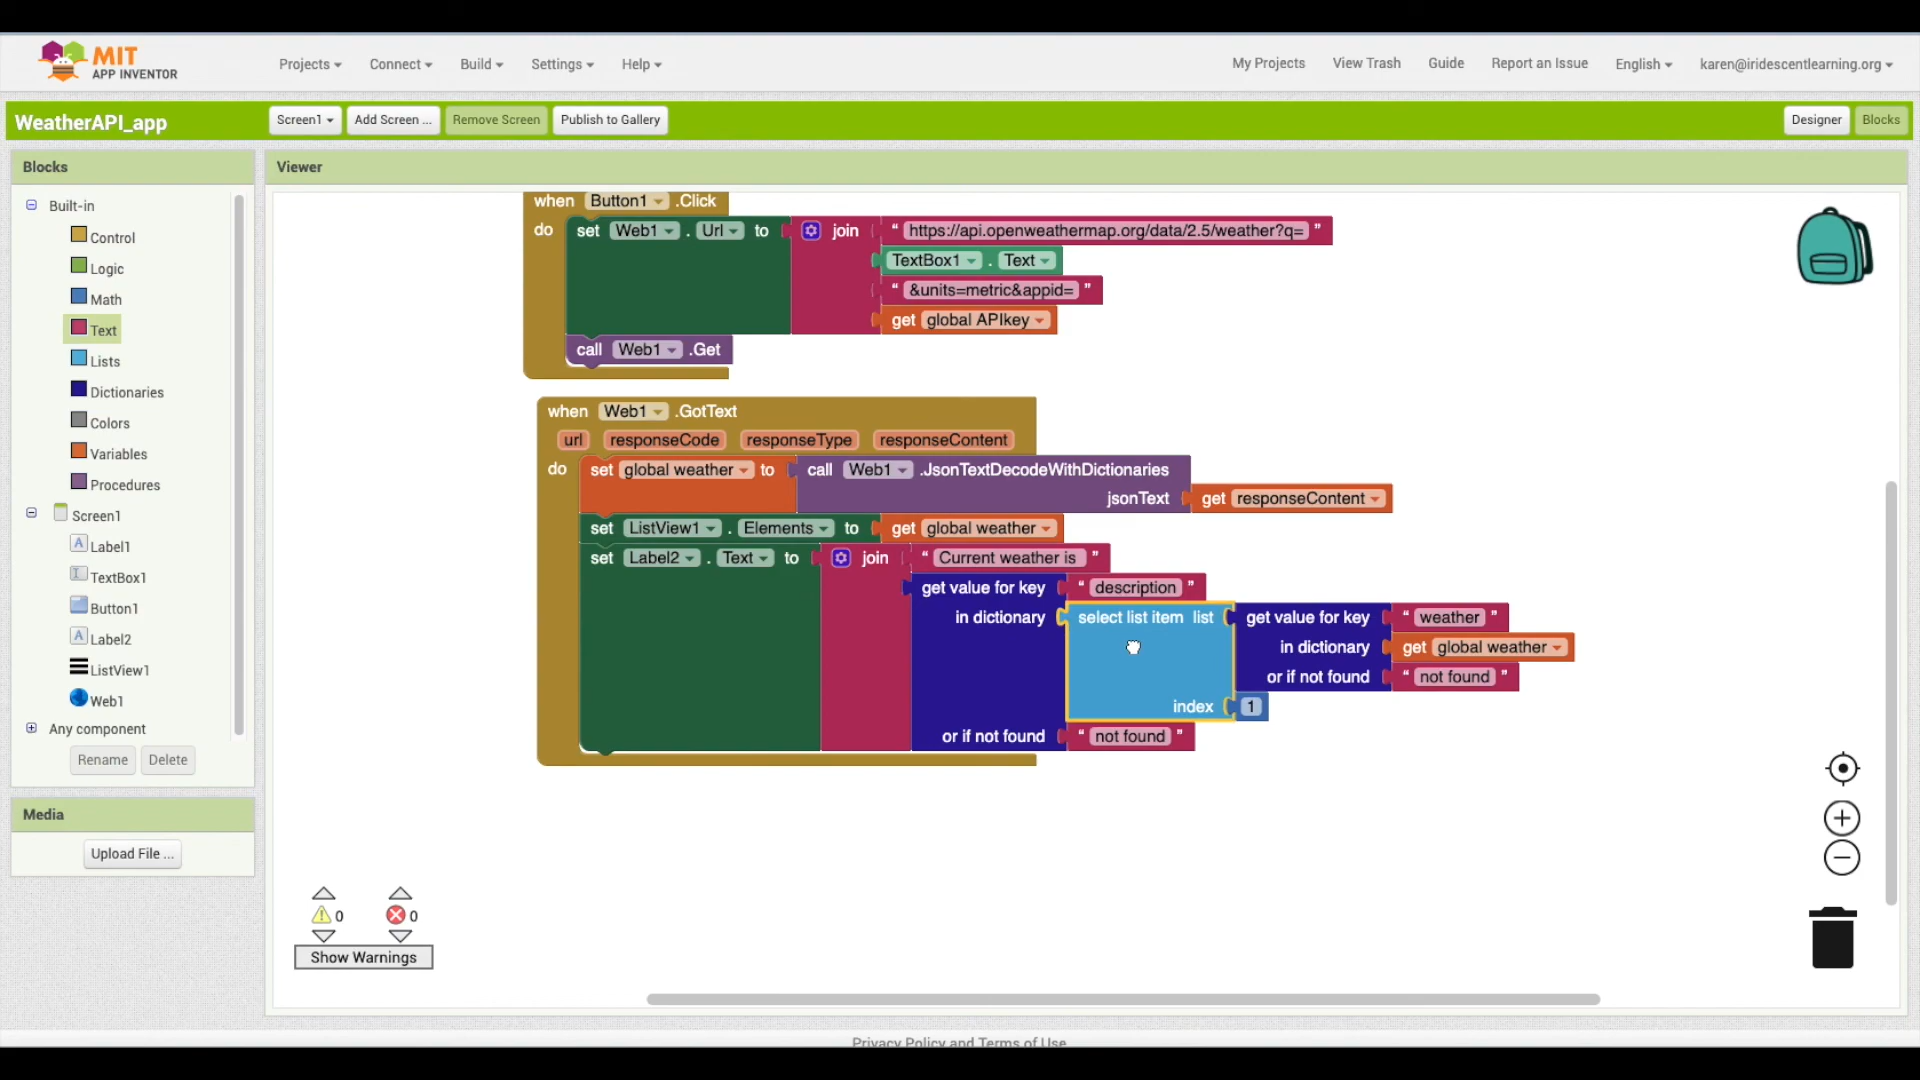 MIT
APP INVENTOR
Projects Connect Build Settings Help My Projects View Trash Guide Report an Issue English karen@iridescentlearning.org
WeatherAPI_app Screen1 Add Screen ... Remove Screen Publish to Gallery Designer Blocks
Blocks
Built-in
Control
Logic
Math
Text
Lists
Dictionaries
Colors
Variables
Procedures
Screen1
Label1
TextBox1
Button1
Label2
ListView1
Web1
Any component
Rename Delete
Media
Upload File ...
Viewer
when Button1 .Click
do set Web1 . Url to join " https://api.openweathermap.org/data/2.5/weather?q= "
TextBox1 . Text
" &units=metric&appid= "
get global APIkey
call Web1 .Get
when Web1 .GotText
url responseCode responseType responseContent
do set global weather to call Web1 .JsonTextDecodeWithDictionaries
jsonText get responseContent
set ListView1 . Elements to get global weather
set Label2 . Text to join " Current weather is "
get value for key " description "
in dictionary select list item list get value for key " weather "
in dictionary get global weather
or if not found " not found "
index 1
or if not found " not found "
0 0
Show Warnings
Privacy Policy and Terms of Use